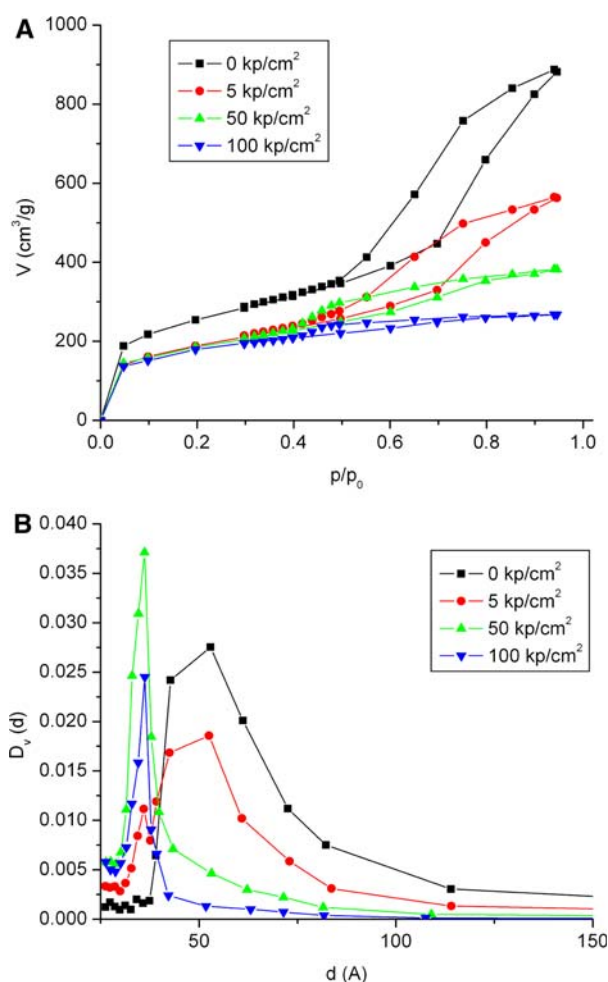 A
1000
800
600
400
200
0
V (cm³/g)
0 kp/cm²
5 kp/cm²
50 kp/cm²
100 kp/cm²
0.0 0.2 0.4 0.6 0.8 1.0
p/p₀
B
0.040
0.035
0.030
0.025
0.020
0.015
0.010
0.005
0.000
Dᵥ (d)
0 kp/cm²
5 kp/cm²
50 kp/cm²
100 kp/cm²
50 100 150
d (A)